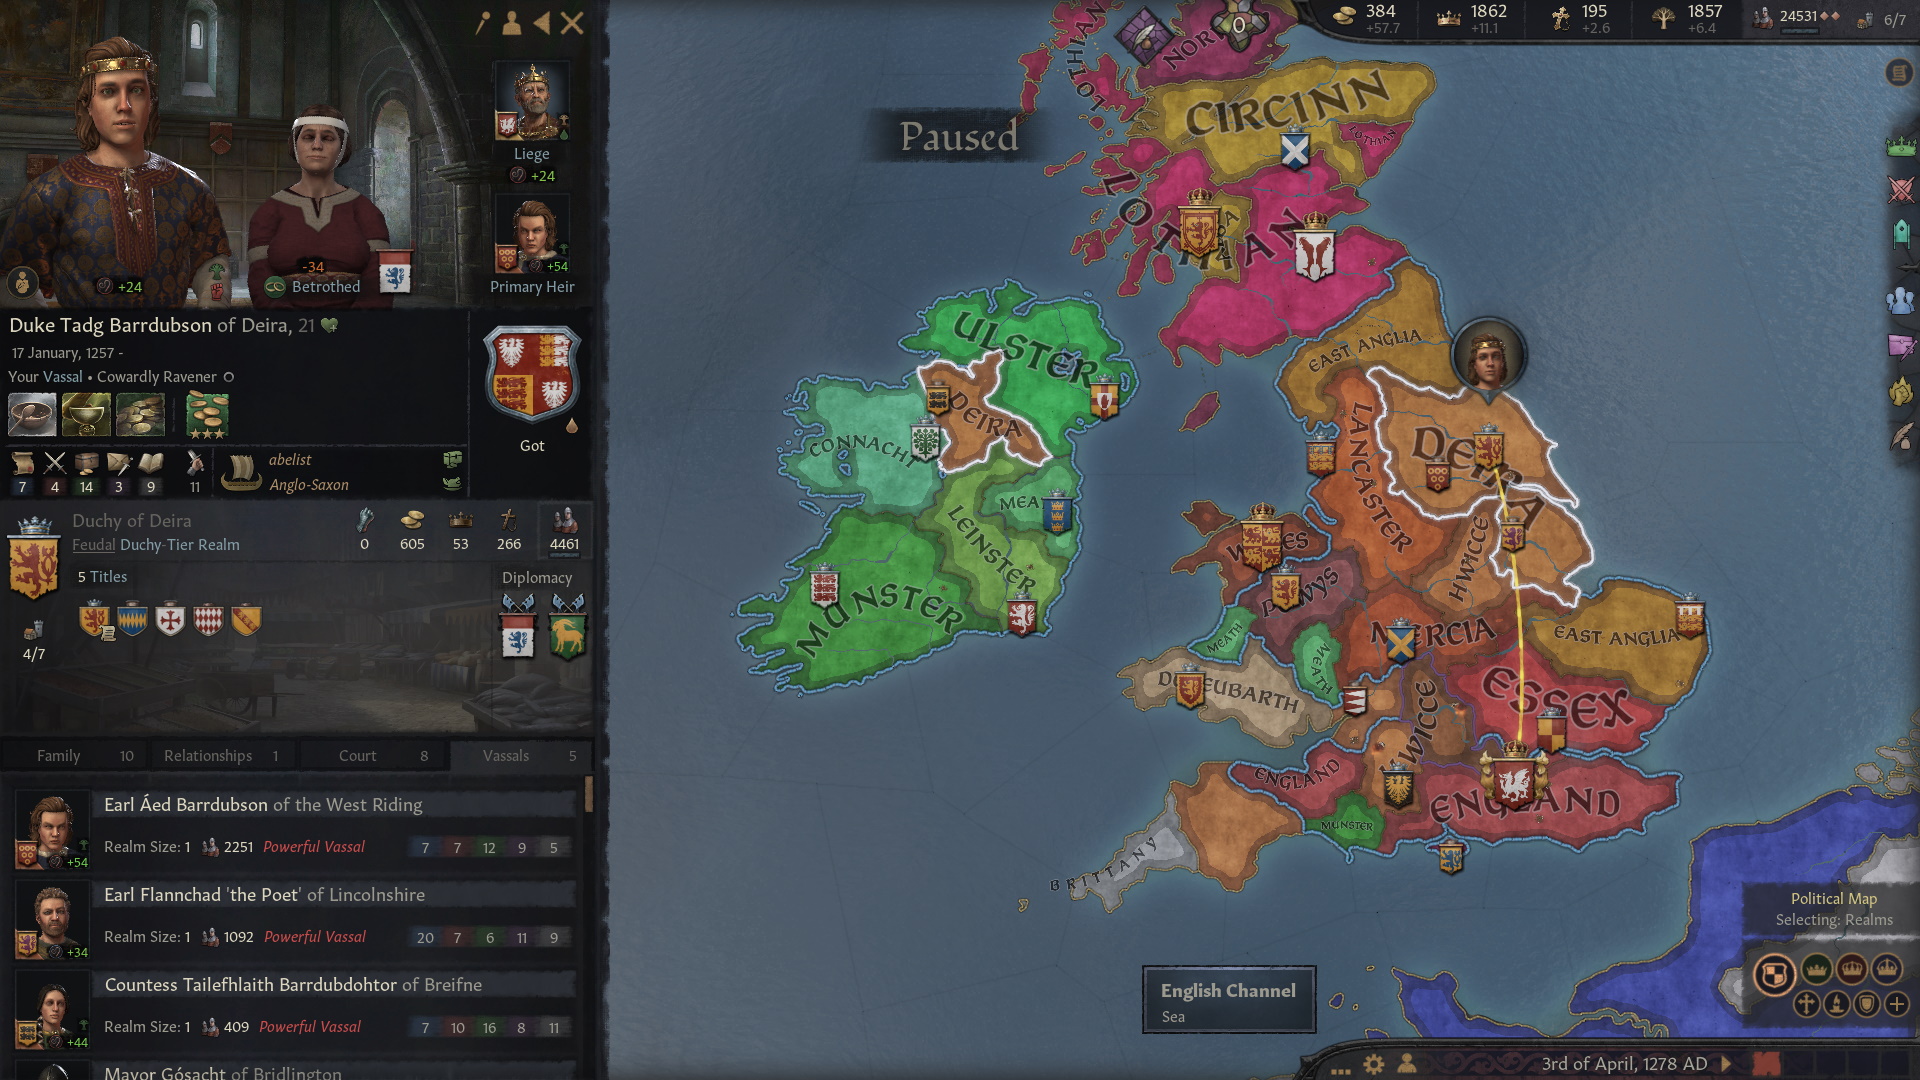 384
+57.7
1862
+11.1
195
+2.6
1857
+6.4
24531
6/7
0
Paused
Liege
+24
+54
Primary Heir
+24
-34
Betrothed
Duke Tadg Barrdubson of Deira, 21
17 January, 1257 -
Your Vassal • Cowardly Ravener
Got
7
4
14
3
9
11
abelist
Anglo-Saxon
Duchy of Deira
Feudal Duchy-Tier Realm
0
605
53
266
4461
5 Titles
Diplomacy
4/7
Family 10
Relationships 1
Court 8
Vassals 5
Earl Áed Barrdubson of the West Riding
Realm Size: 1 2251 Powerful Vassal 7 7 12 9 5
+54
Earl Flannchad 'the Poet' of Lincolnshire
Realm Size: 1 1092 Powerful Vassal 20 7 6 11 9
+34
Countess Tailefhlaith Barrdubdohtor of Breifne
Realm Size: 1 409 Powerful Vassal 7 10 16 8 11
+44
Mayor Gósacht of Bridlington
LOTHIAN
CIRCINN
LOTHIAN
LOTHIAN
ULSTER
EAST ANGLIA
DEIRA
CONNACHT
LANCASTER
DEIRA
LEINSTER
MUNSTER
HWICCE
MEATH
MEATH
MERCIA
EAST ANGLIA
ESSEX
HWICCE
ENGLAND
ENGLAND
MUNSTER
BRITTANY
English Channel
Sea
Political Map
Selecting: Realms
3rd of April, 1278 AD